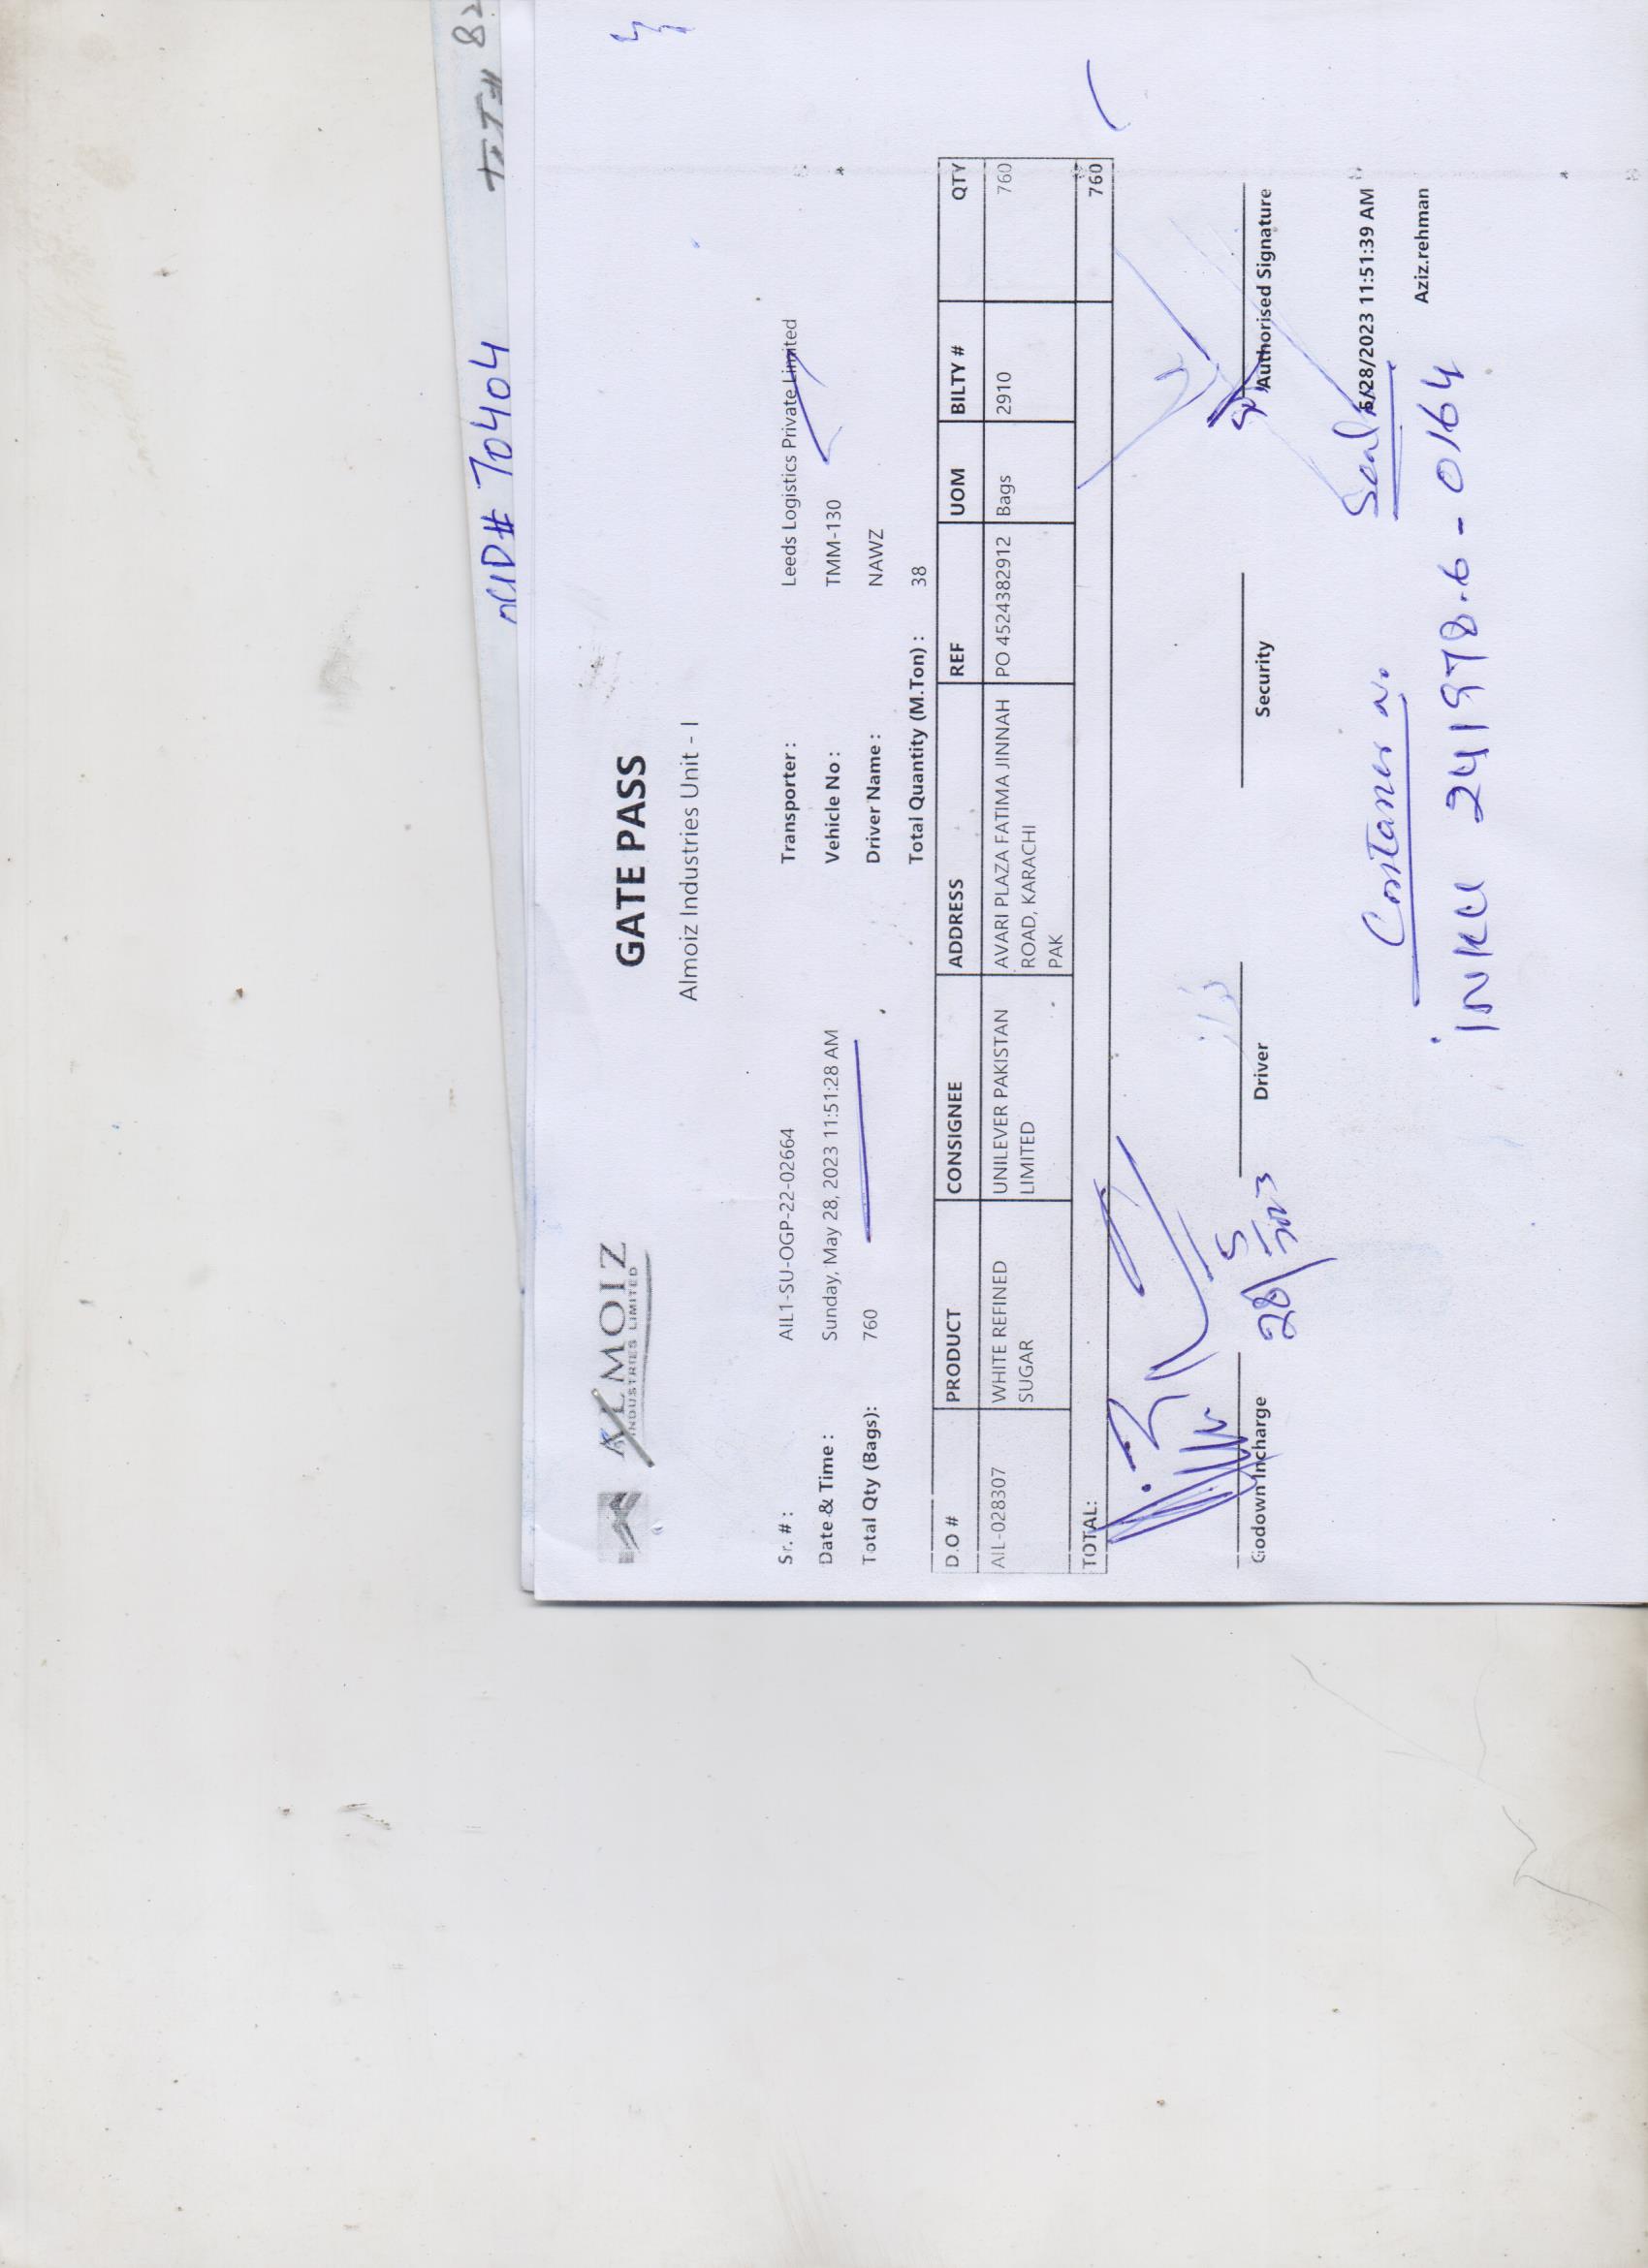 nCID# 70404
TIT# 82
GATE PASS
ALMOIZ
INDUSTRIES LIMITED
Almoiz Industries Unit - I
Sr. # : AIL1-SU-OGP-22-02664 Transporter : Leeds Logistics Private Limited
Date & Time : Sunday, May 28, 2023 11:51:28 AM Vehicle No : TMM-130
Total Qty (Bags): 760 Driver Name : NAWZ
Total Quantity (M.Ton) : 38
D.O # PRODUCT CONSIGNEE ADDRESS REF UOM BILTY # QTY
AIL-028307 WHITE REFINED UNILEVER PAKISTAN AVARI PLAZA FATIMA JINNAH PO 4524382912 Bags 2910 760
SUGAR LIMITED ROAD, KARACHI
PAK
TOTAL: 760
28/5
2023
Godown Incharge Driver Security Authorised Signature
Container No Seal
5/28/2023 11:51:39 AM
Aziz.rehman
INKU 241978.6 - 0164